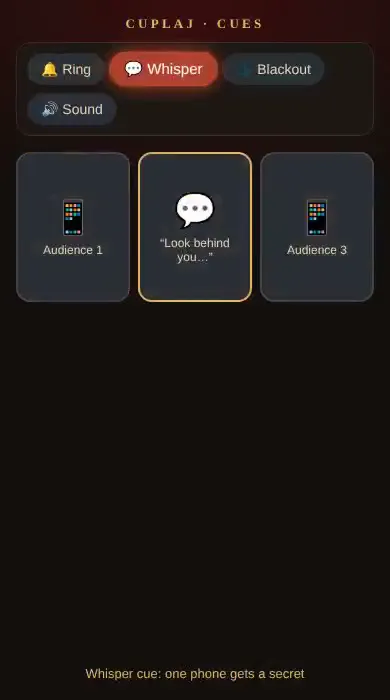 CUPLAJ · CUES
🔔 Ring
💬 Whisper
Blackout
🔊 Sound
Audience 1
“Look behind
you…”
Audience 3
Whisper cue: one phone gets a secret